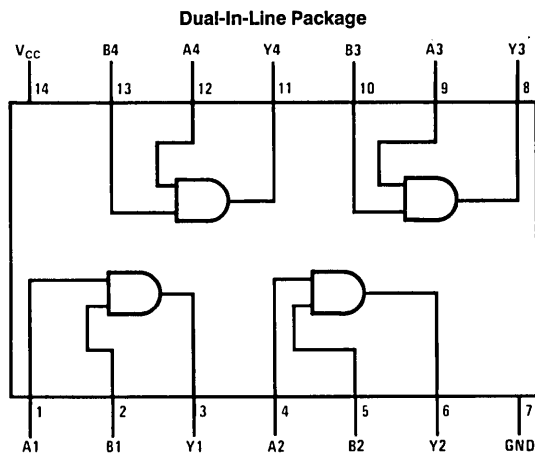 Dual-In-Line Package
VCC B4 A4 Y4 B3 A3 Y3
14 13 12 11 10 9 8
1 2 3 4 5 6 7
A1 B1 Y1 A2 B2 Y2 GND